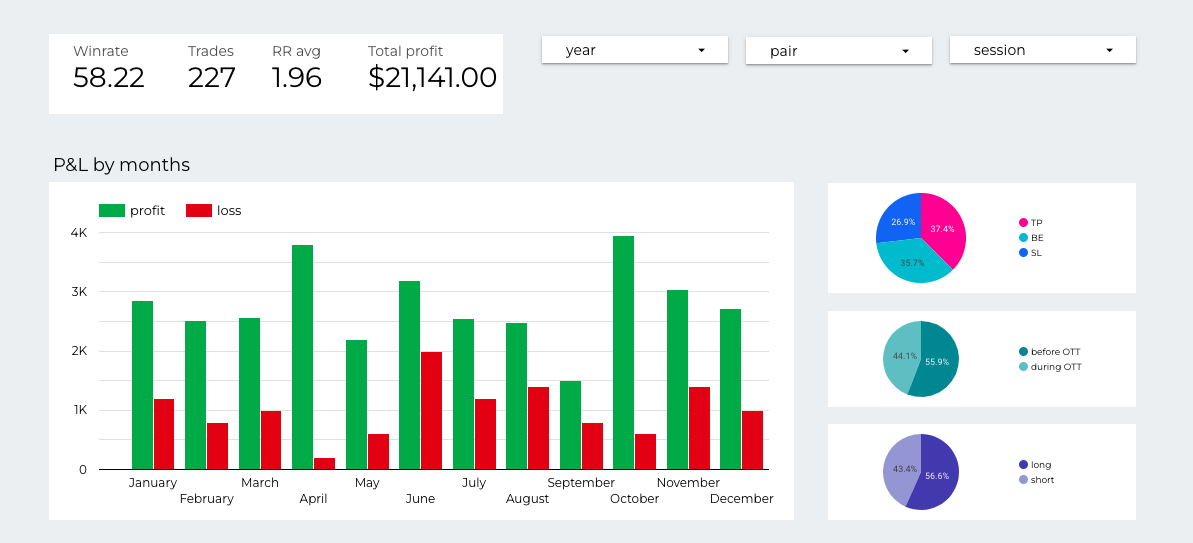 Winrate Trades RR avg Total profit
58.22 227 1.96 $21,141.00
year
pair
session
P&L by months
profit loss
4K
3K
2K
1K
0
January February March April May June July August September October November December
37.4%
35.7%
26.9%
TP
BE
SL
44.1% 55.9%
before OTT
during OTT
43.4% 56.6%
long
short